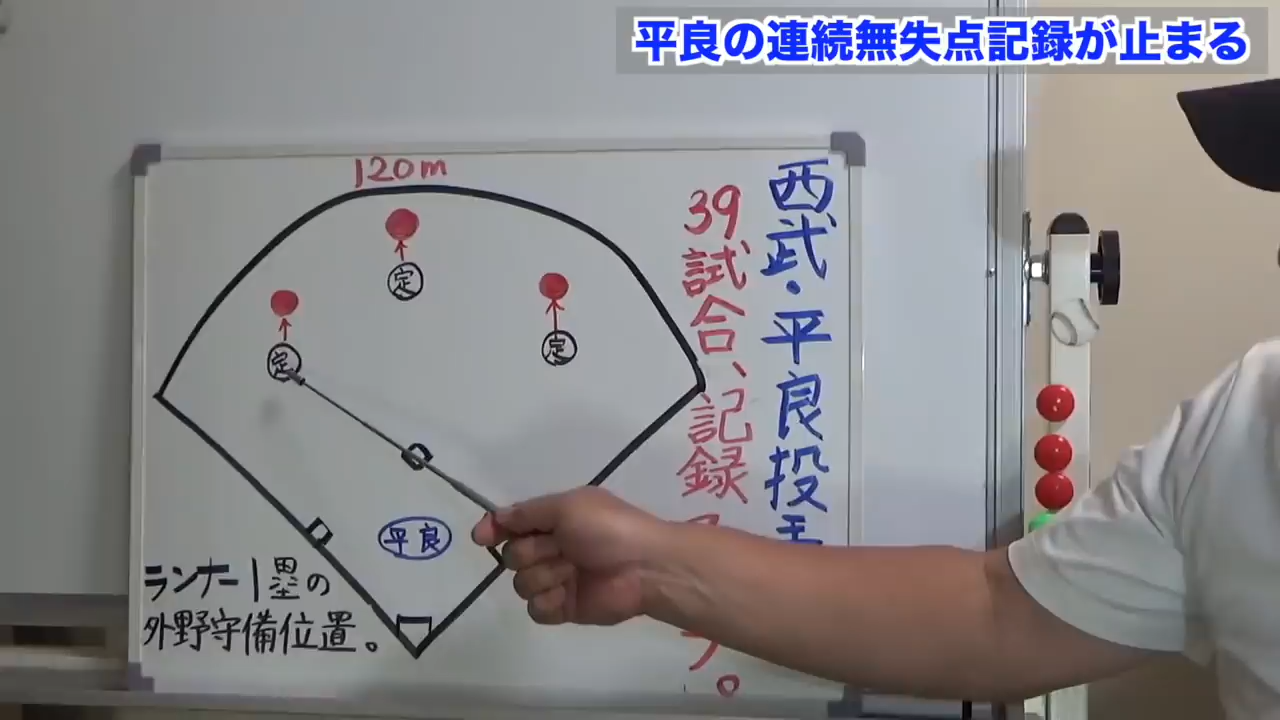 平良の連続無失点記録が止まる
120m
西武・平良投手
39試合、記録
定
定
定
平良
ランナー1塁の
外野守備位置。